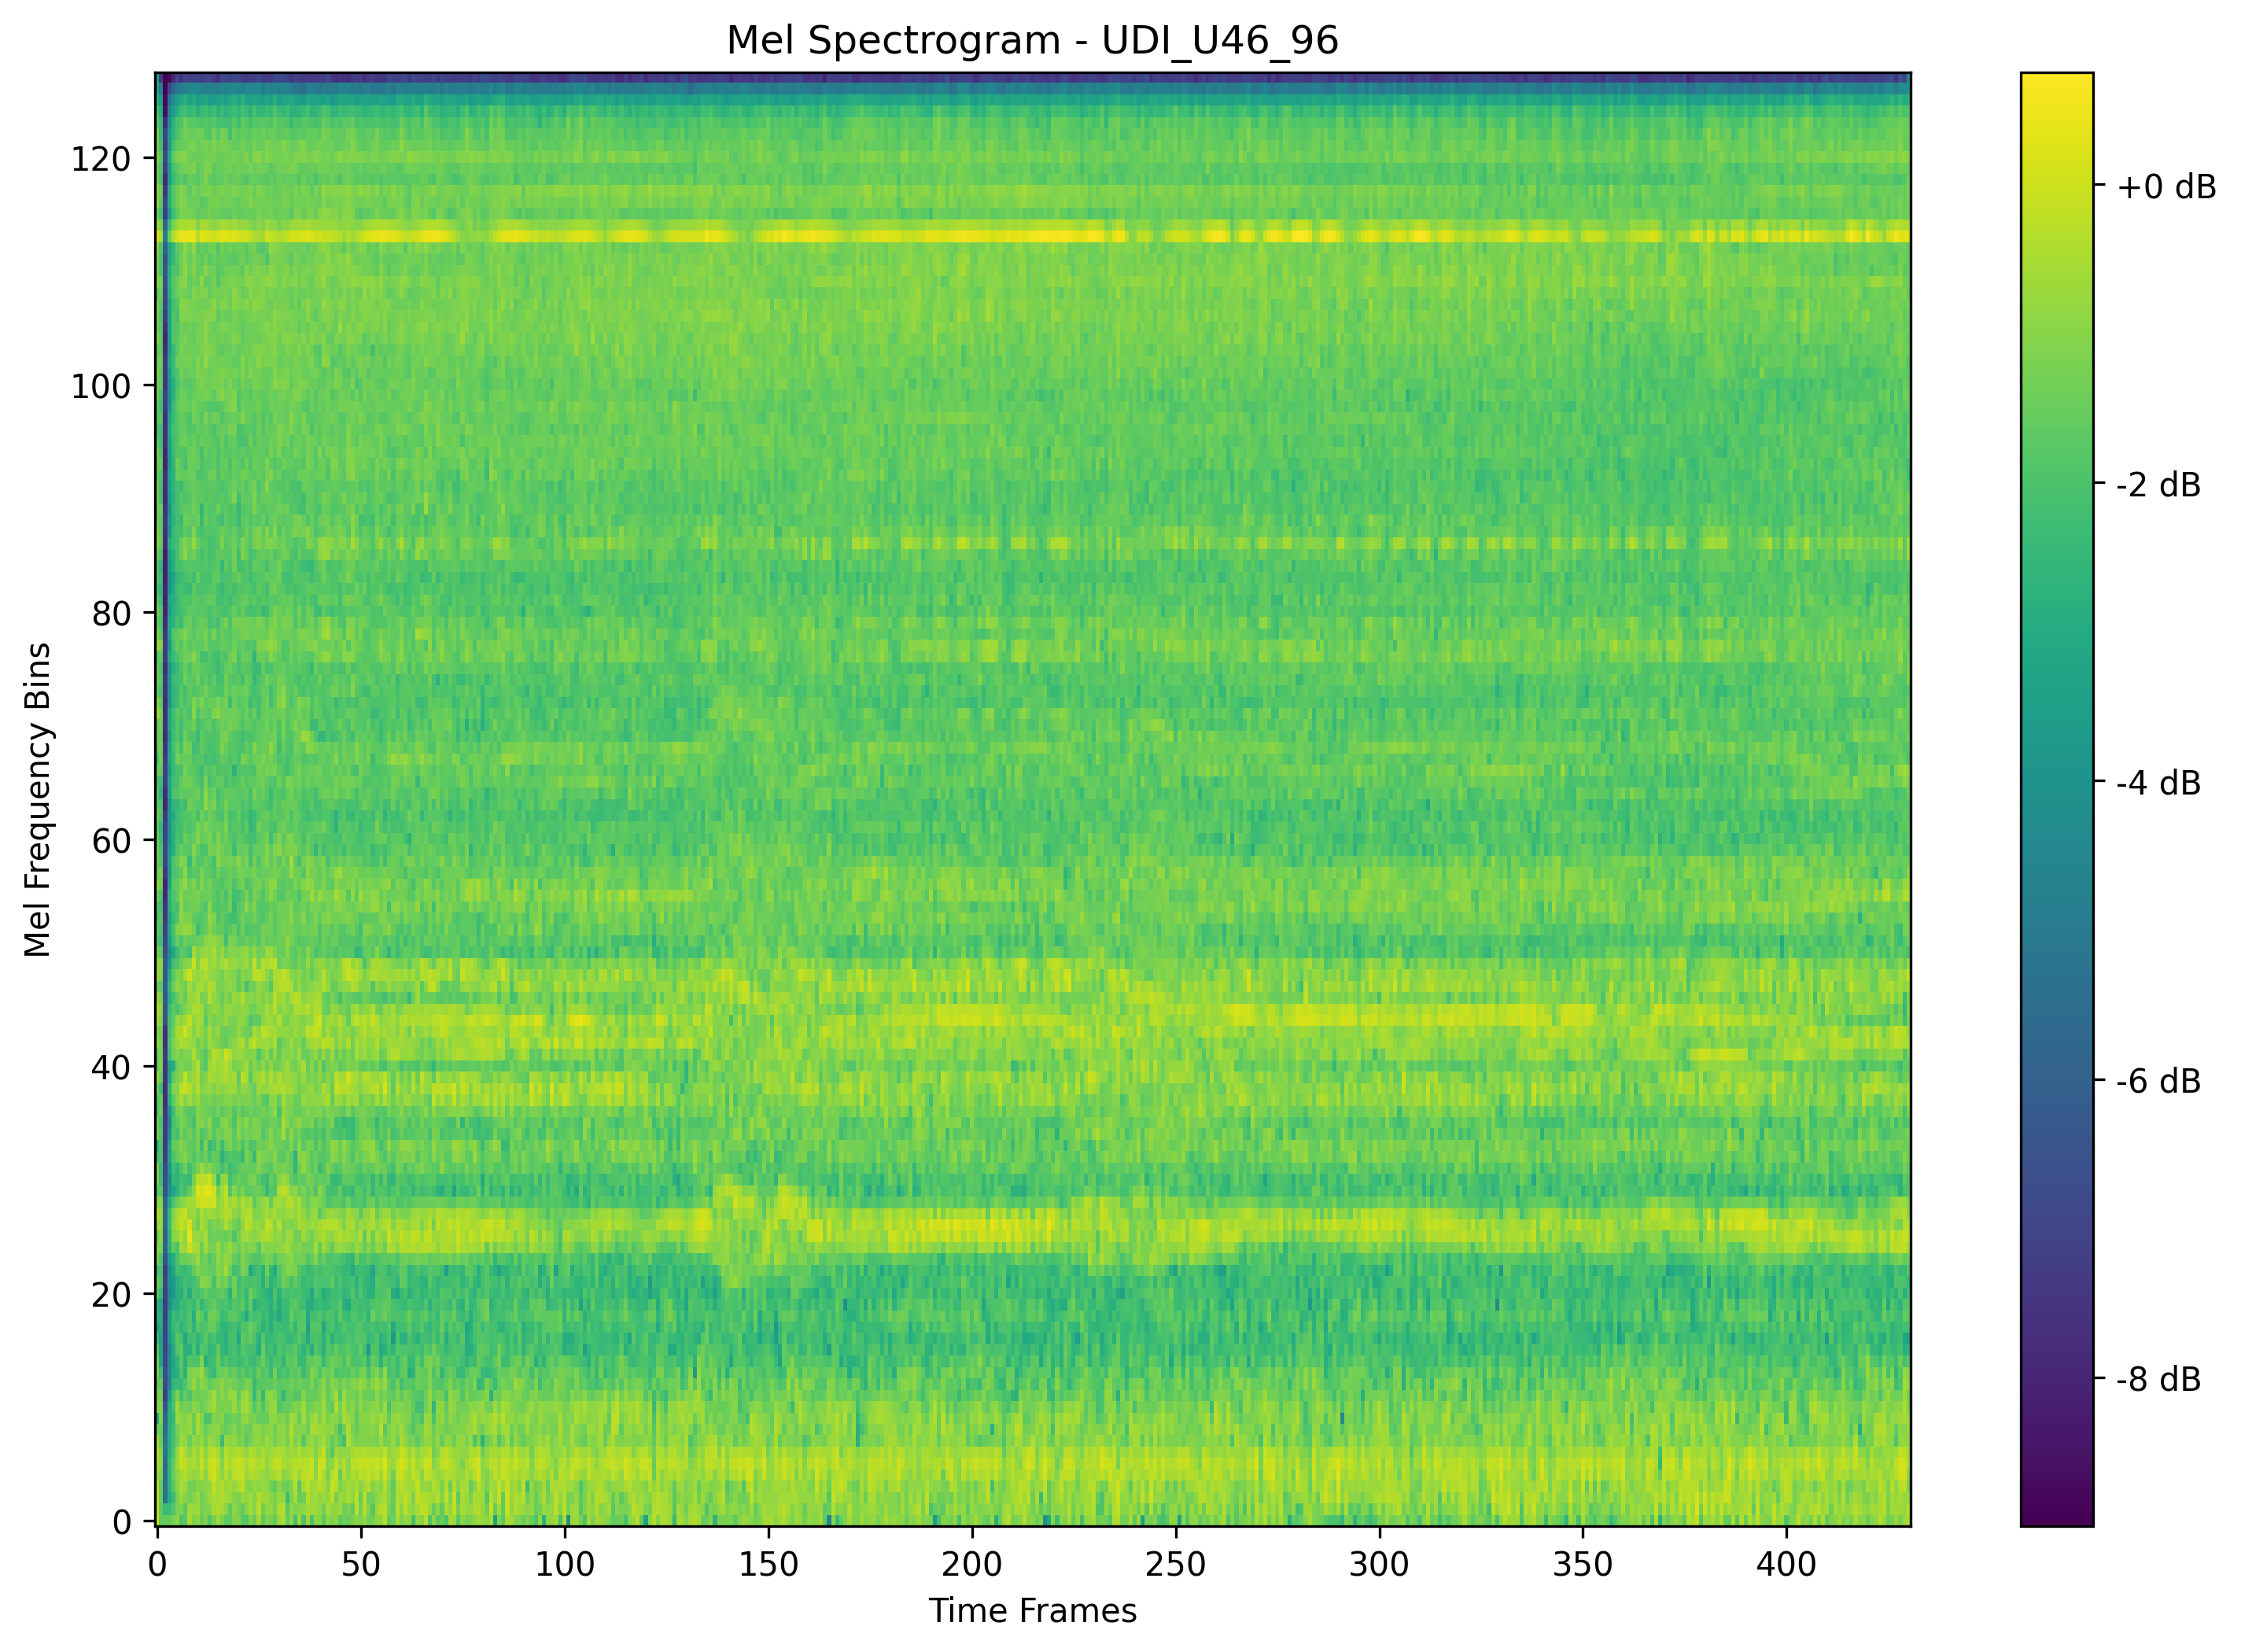 Mel Spectrogram - UDI_U46_96
120
100
80
60
40
20
0
Mel Frequency Bins
0 50 100 150 200 250 300 350 400
Time Frames
+0 dB
-2 dB
-4 dB
-6 dB
-8 dB